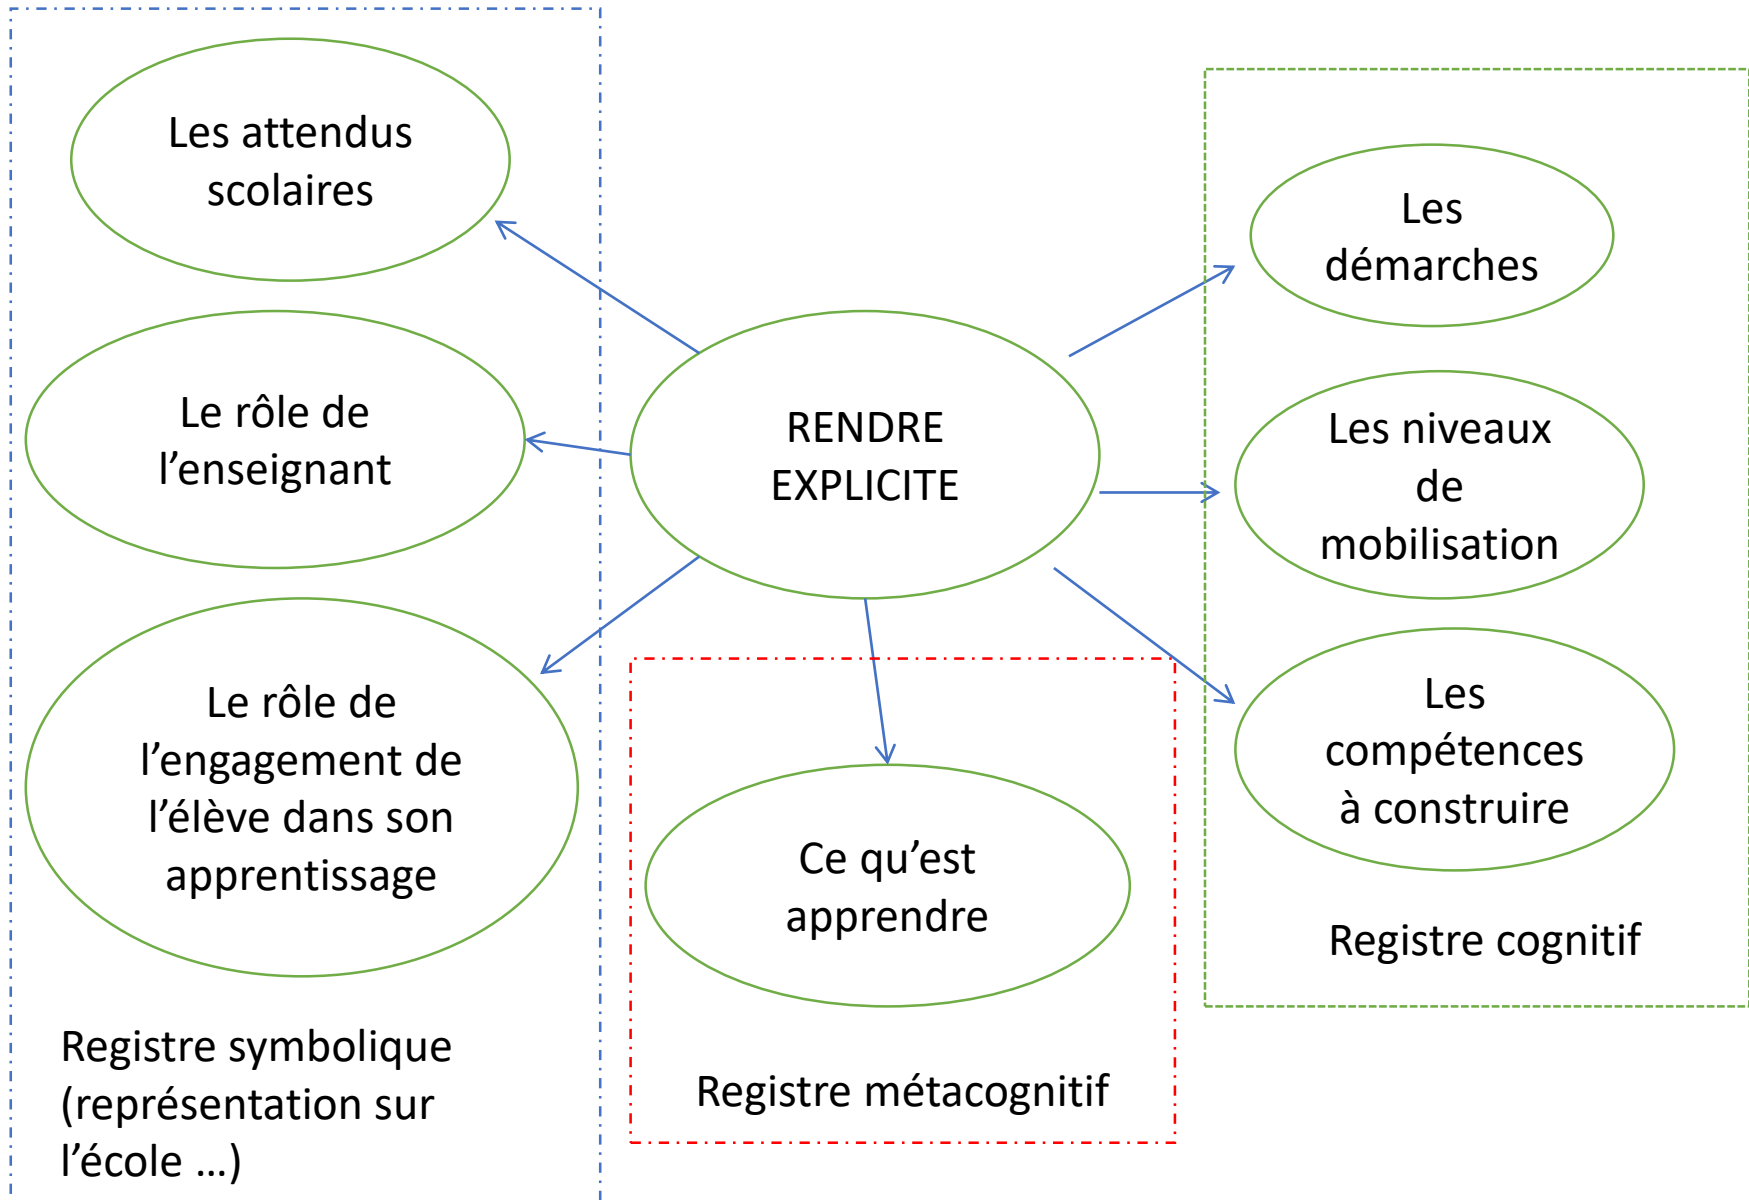 Les attendus
scolaires
Le rôle de
l’enseignant
Le rôle de
l’engagement de
l’élève dans son
apprentissage
Registre symbolique
(représentation sur
l’école …)
RENDRE
EXPLICITE
Ce qu’est
apprendre
Registre métacognitif
Les
démarches
Les niveaux
de
mobilisation
Les
compétences
à construire
Registre cognitif